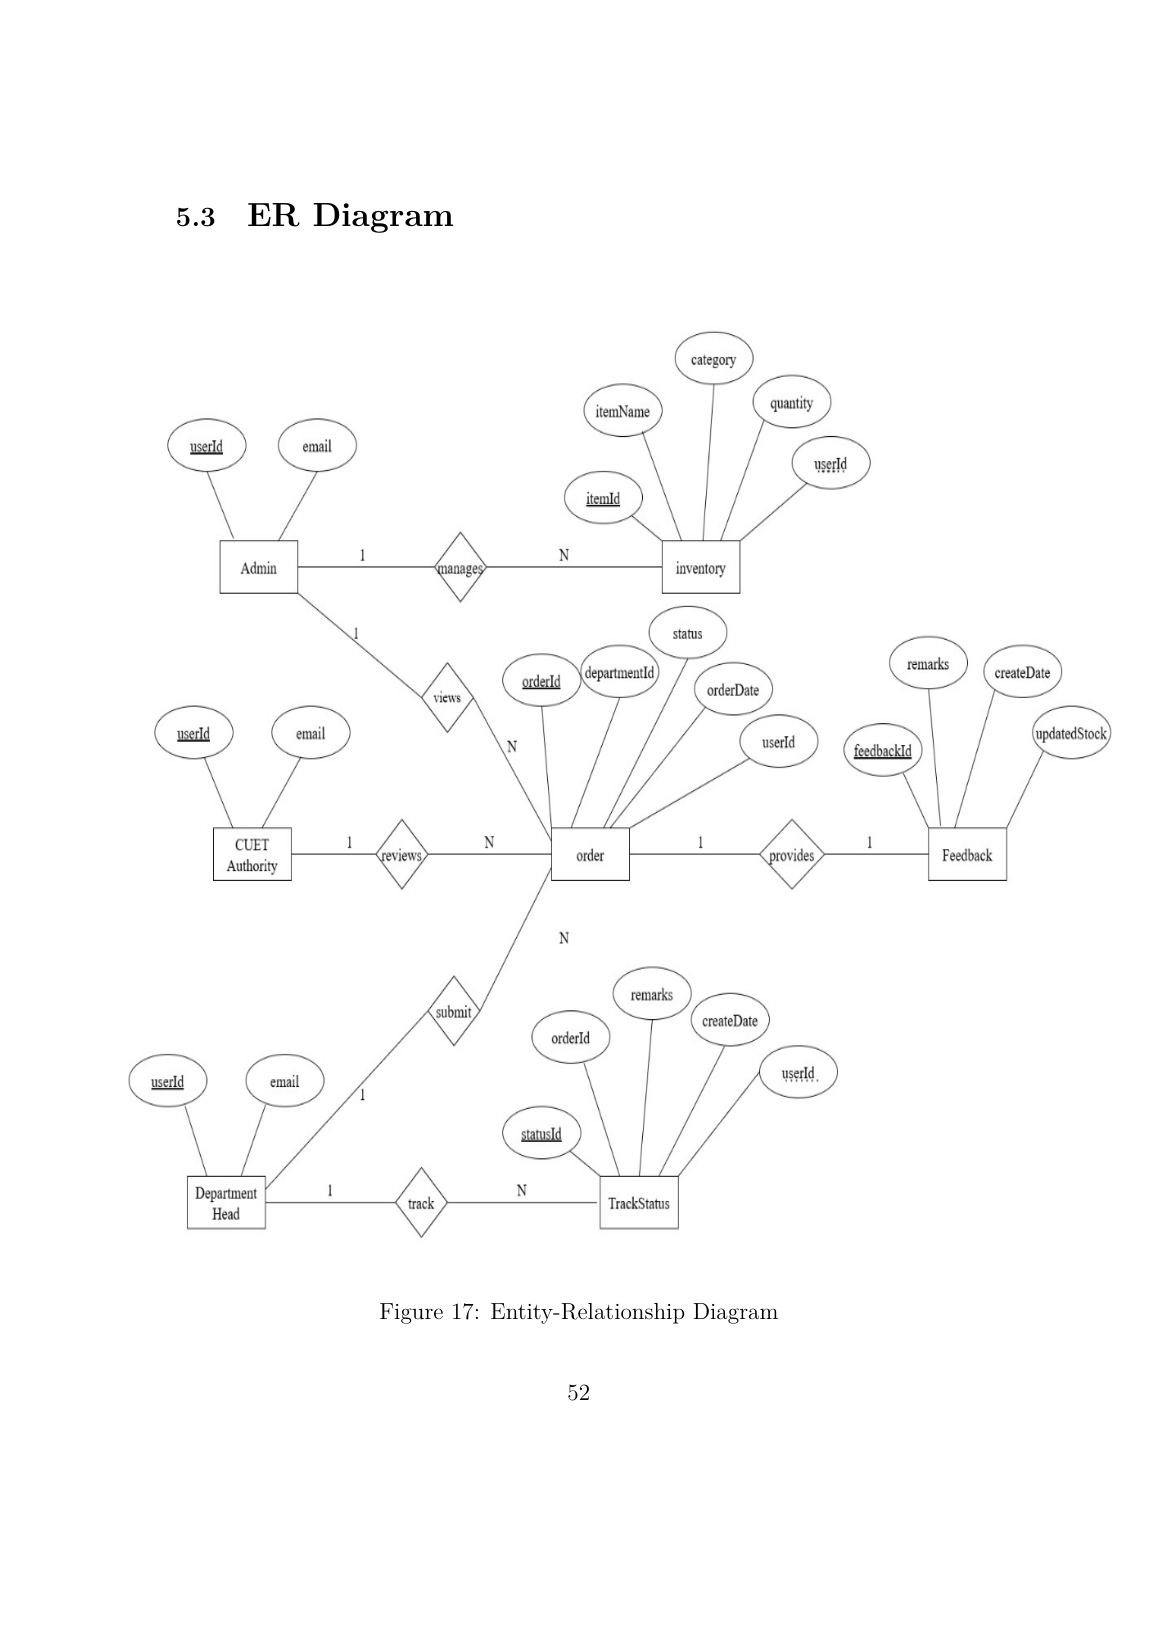 5.3 ER Diagram
category
quantity
itemName
userId
email
userId
itemId
1
N
Admin
manages
inventory
status
1
remarks
departmentId
createDate
orderId
orderDate
views
userId
email
userId
updatedStock
N
feedbackId
CUET
Authority
1
reviews
N
order
1
provides
1
Feedback
N
remarks
submit
createDate
orderId
userId
email
userId
1
statusId
Department
Head
1
track
N
TrackStatus
Figure 17: Entity-Relationship Diagram
52